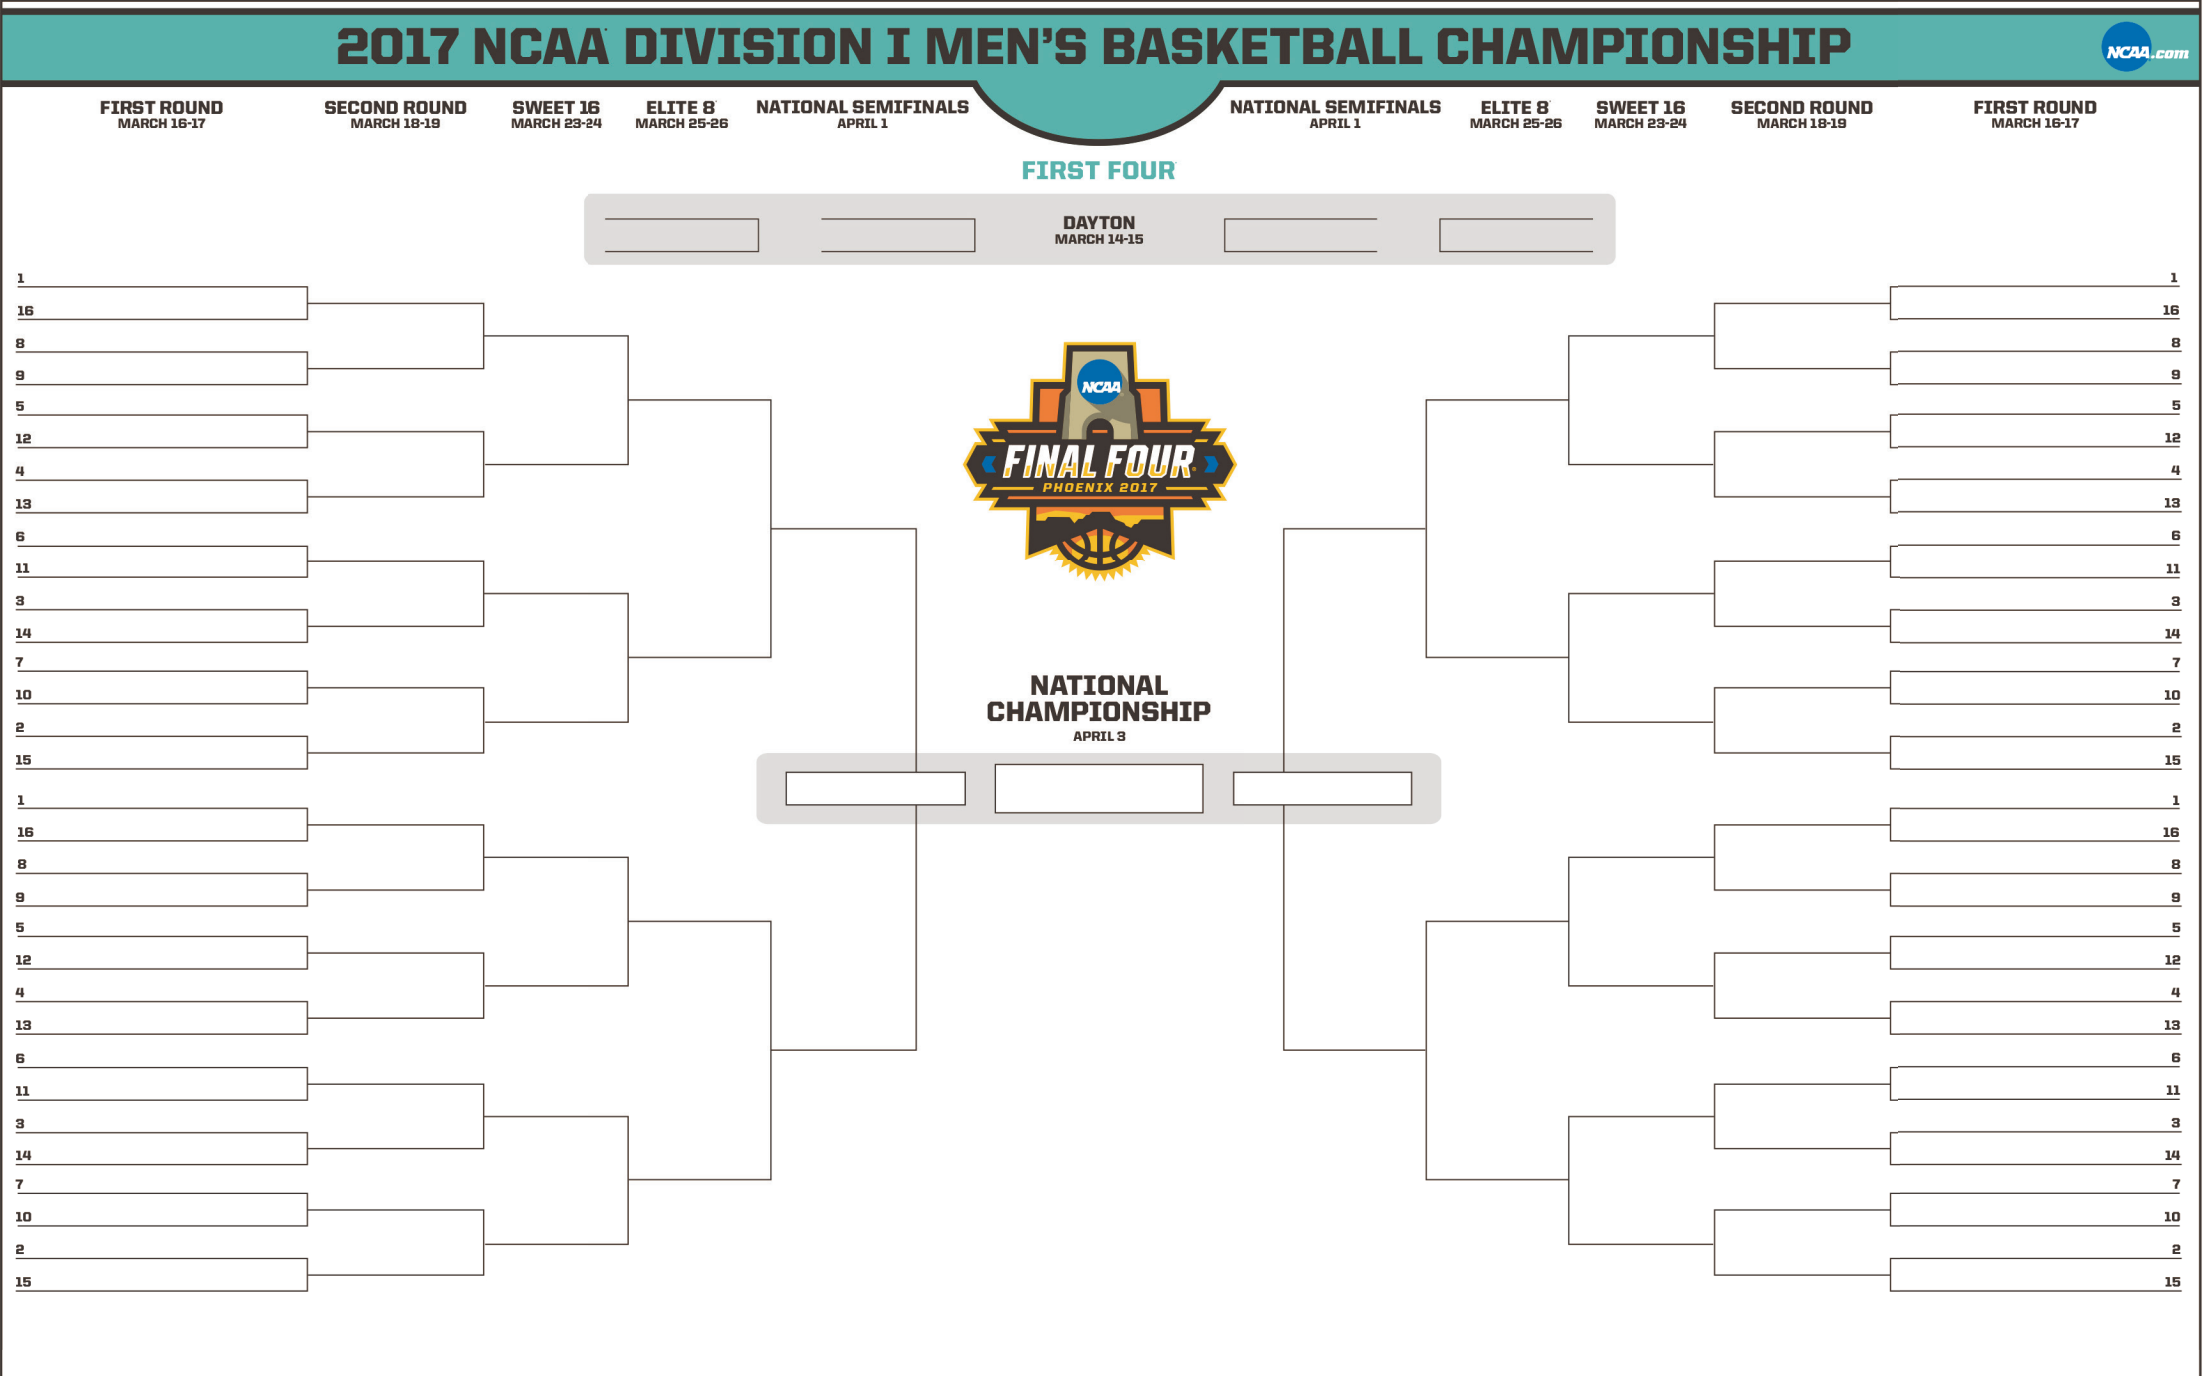 2017 NCAA DIVISION I MEN'S BASKETBALL CHAMPIONSHIP
NCAA.com
FIRST ROUND
MARCH 16-17
SECOND ROUND
MARCH 18-19
SWEET 16
MARCH 23-24
ELITE 8
MARCH 25-26
NATIONAL SEMIFINALS
APRIL 1
NATIONAL SEMIFINALS
APRIL 1
ELITE 8
MARCH 25-26
SWEET 16
MARCH 23-24
SECOND ROUND
MARCH 18-19
FIRST ROUND
MARCH 16-17
FIRST FOUR
DAYTON
MARCH 14-15
1
16
8
9
5
12
4
13
6
11
3
14
7
10
2
15
1
16
8
9
5
12
4
13
6
11
3
14
7
10
2
15
NCAA
FINAL FOUR
PHOENIX 2017
NATIONAL
CHAMPIONSHIP
APRIL 3
1
16
8
9
5
12
4
13
6
11
3
14
7
10
2
15
1
16
8
9
5
12
4
13
6
11
3
14
7
10
2
15